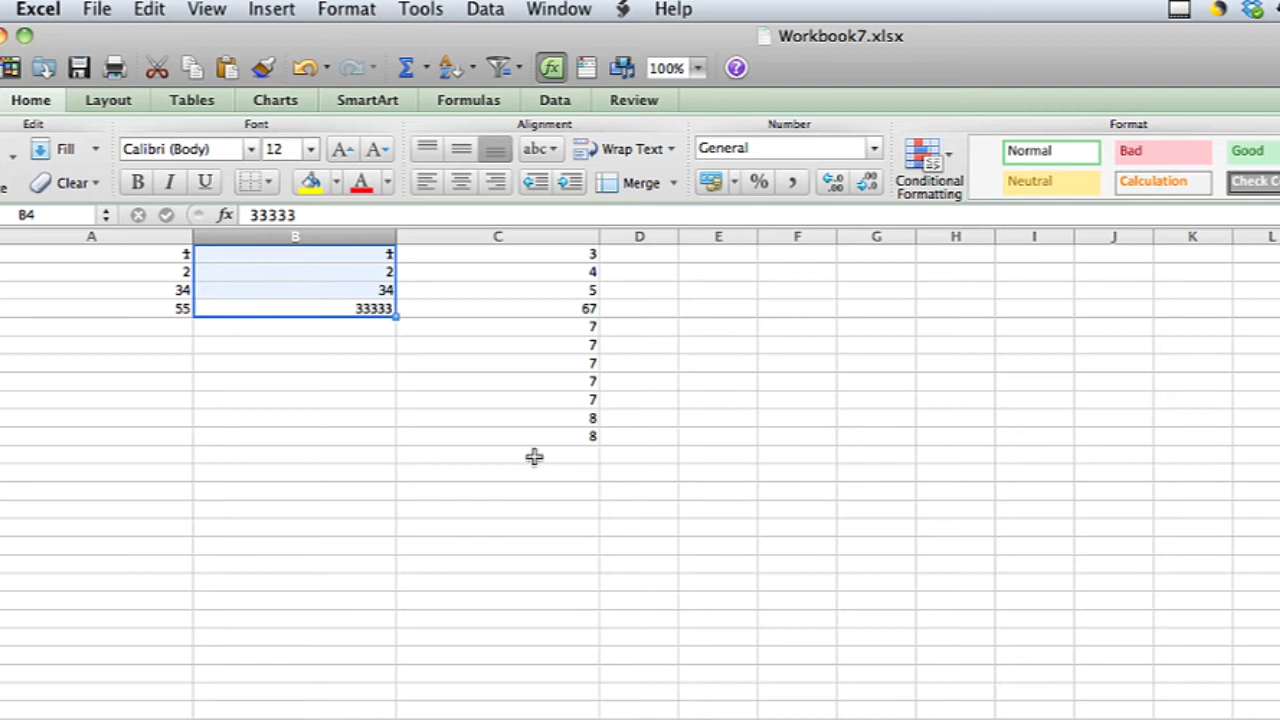 Excel File Edit View Insert Format Tools Data Window Help
Workbook7.xlsx
100%
Home Layout Tables Charts SmartArt Formulas Data Review
Edit Font Alignment Number Format
Fill Calibri (Body) 12 abc Wrap Text General Normal Bad Good
Clear B I U A Merge % Conditional Formatting Neutral Calculation Check C
B4 fx 33333
A B C D E F G H I J K L
1 1 3
2 2 4
34 34 5
55 33333 67
7
7
7
7
7
8
8